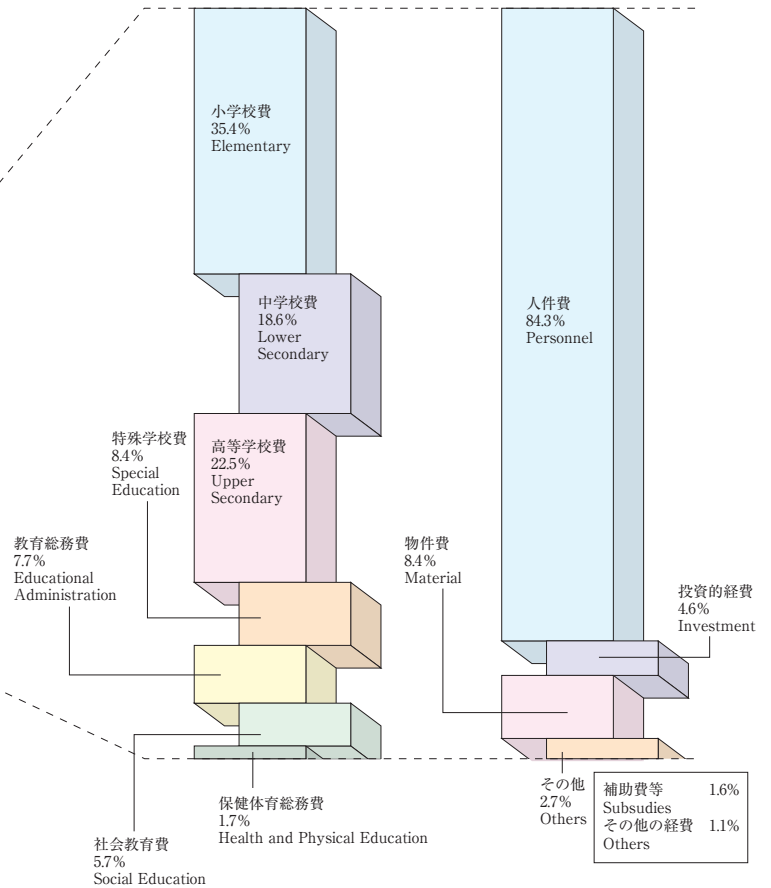 小学校費
35.4%
Elementary
中学校費
18.6%
Lower
Secondary
特殊学校費
8.4%
Special
Education
高等学校費
22.5%
Upper
Secondary
教育総務費
7.7%
Educational
Administration
社会教育費
5.7%
Social Education
保健体育総務費
1.7%
Health and Physical Education
人件費
84.3%
Personnel
物件費
8.4%
Material
投資的経費
4.6%
Investment
その他
2.7%
Others
補助費等 1.6%
Subsudies
その他の経費 1.1%
Others